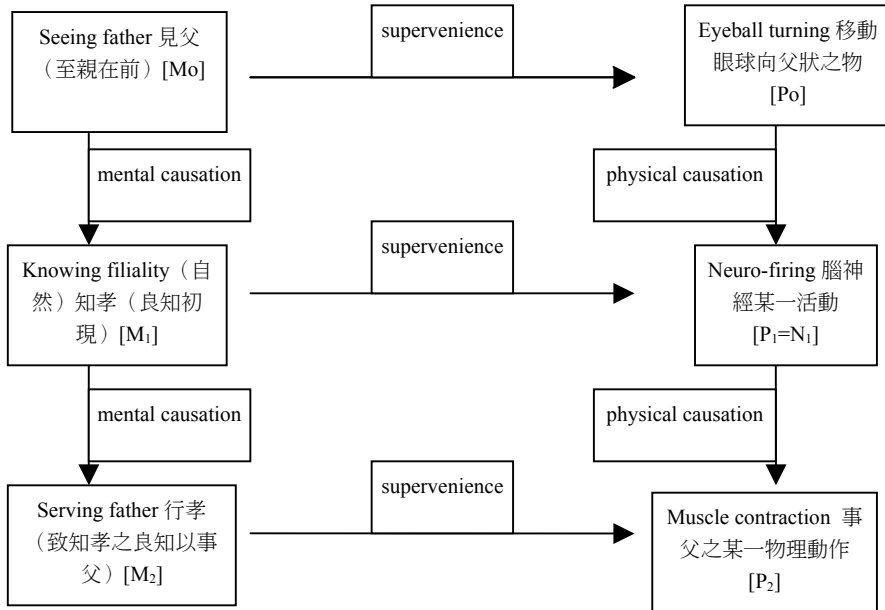 Seeing father 見父
（至親在前）[Mo]
supervenience
Eyeball turning 移動
眼球向父狀之物
[Po]
mental causation
physical causation
Knowing filiality（自
然）知孝（良知初
現）[M₁]
supervenience
Neuro-firing 腦神
經某一活動
[P₁=N₁]
mental causation
physical causation
Serving father 行孝
（致知孝之良知以事
父）[M₂]
supervenience
Muscle contraction 事
父之某一物理動作
[P₂]